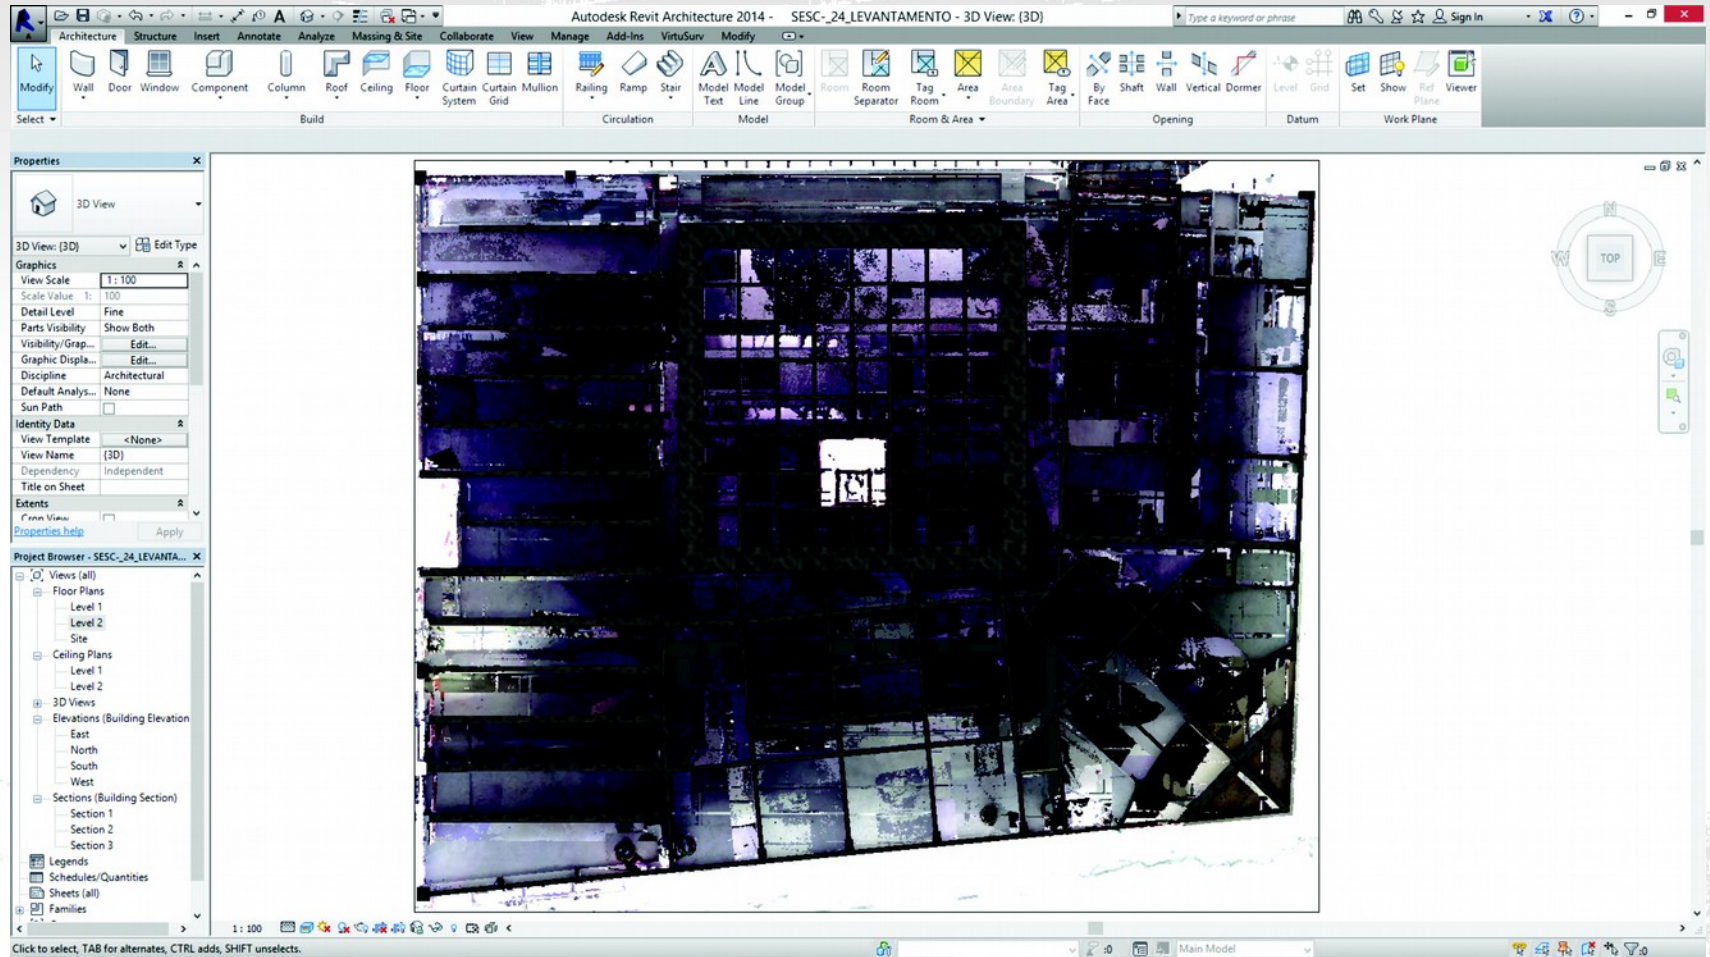 Autodesk Revit Architecture 2014 - SESC-_24_LEVANTAMENTO - 3D View: {3D}
Type a keyword or phrase
Sign In
Architecture Structure Insert Annotate Analyze Massing & Site Collaborate View Manage Add-Ins VirtuSurv Modify
Modify Wall Door Window Component Column Roof Ceiling Floor Curtain System Curtain Grid Mullion Railing Ramp Stair Model Text Model Line Model Group Room Room Separator Tag Room Area Area Boundary Tag Area By Face Shaft Wall Vertical Dormer Level Grid Set Show Ref Plane Viewer
Select Build Circulation Model Room & Area Opening Datum Work Plane
Properties
3D View
3D View: {3D} Edit Type
Graphics
View Scale 1 : 100
Scale Value 1: 100
Detail Level Fine
Parts Visibility Show Both
Visibility/Grap... Edit...
Graphic Displa... Edit...
Discipline Architectural
Default Analys... None
Sun Path
Identity Data
View Template <None>
View Name {3D}
Dependency Independent
Title on Sheet
Extents
Crop View
Properties help Apply
Project Browser - SESC-_24_LEVANTA...
Views (all)
Floor Plans
Level 1
Level 2
Site
Ceiling Plans
Level 1
Level 2
3D Views
Elevations (Building Elevation
East
North
South
West
Sections (Building Section)
Section 1
Section 2
Section 3
Legends
Schedules/Quantities
Sheets (all)
Families
N
W TOP E
S
1 : 100
Click to select, TAB for alternates, CTRL adds, SHIFT unselects.
:0
Main Model
:0